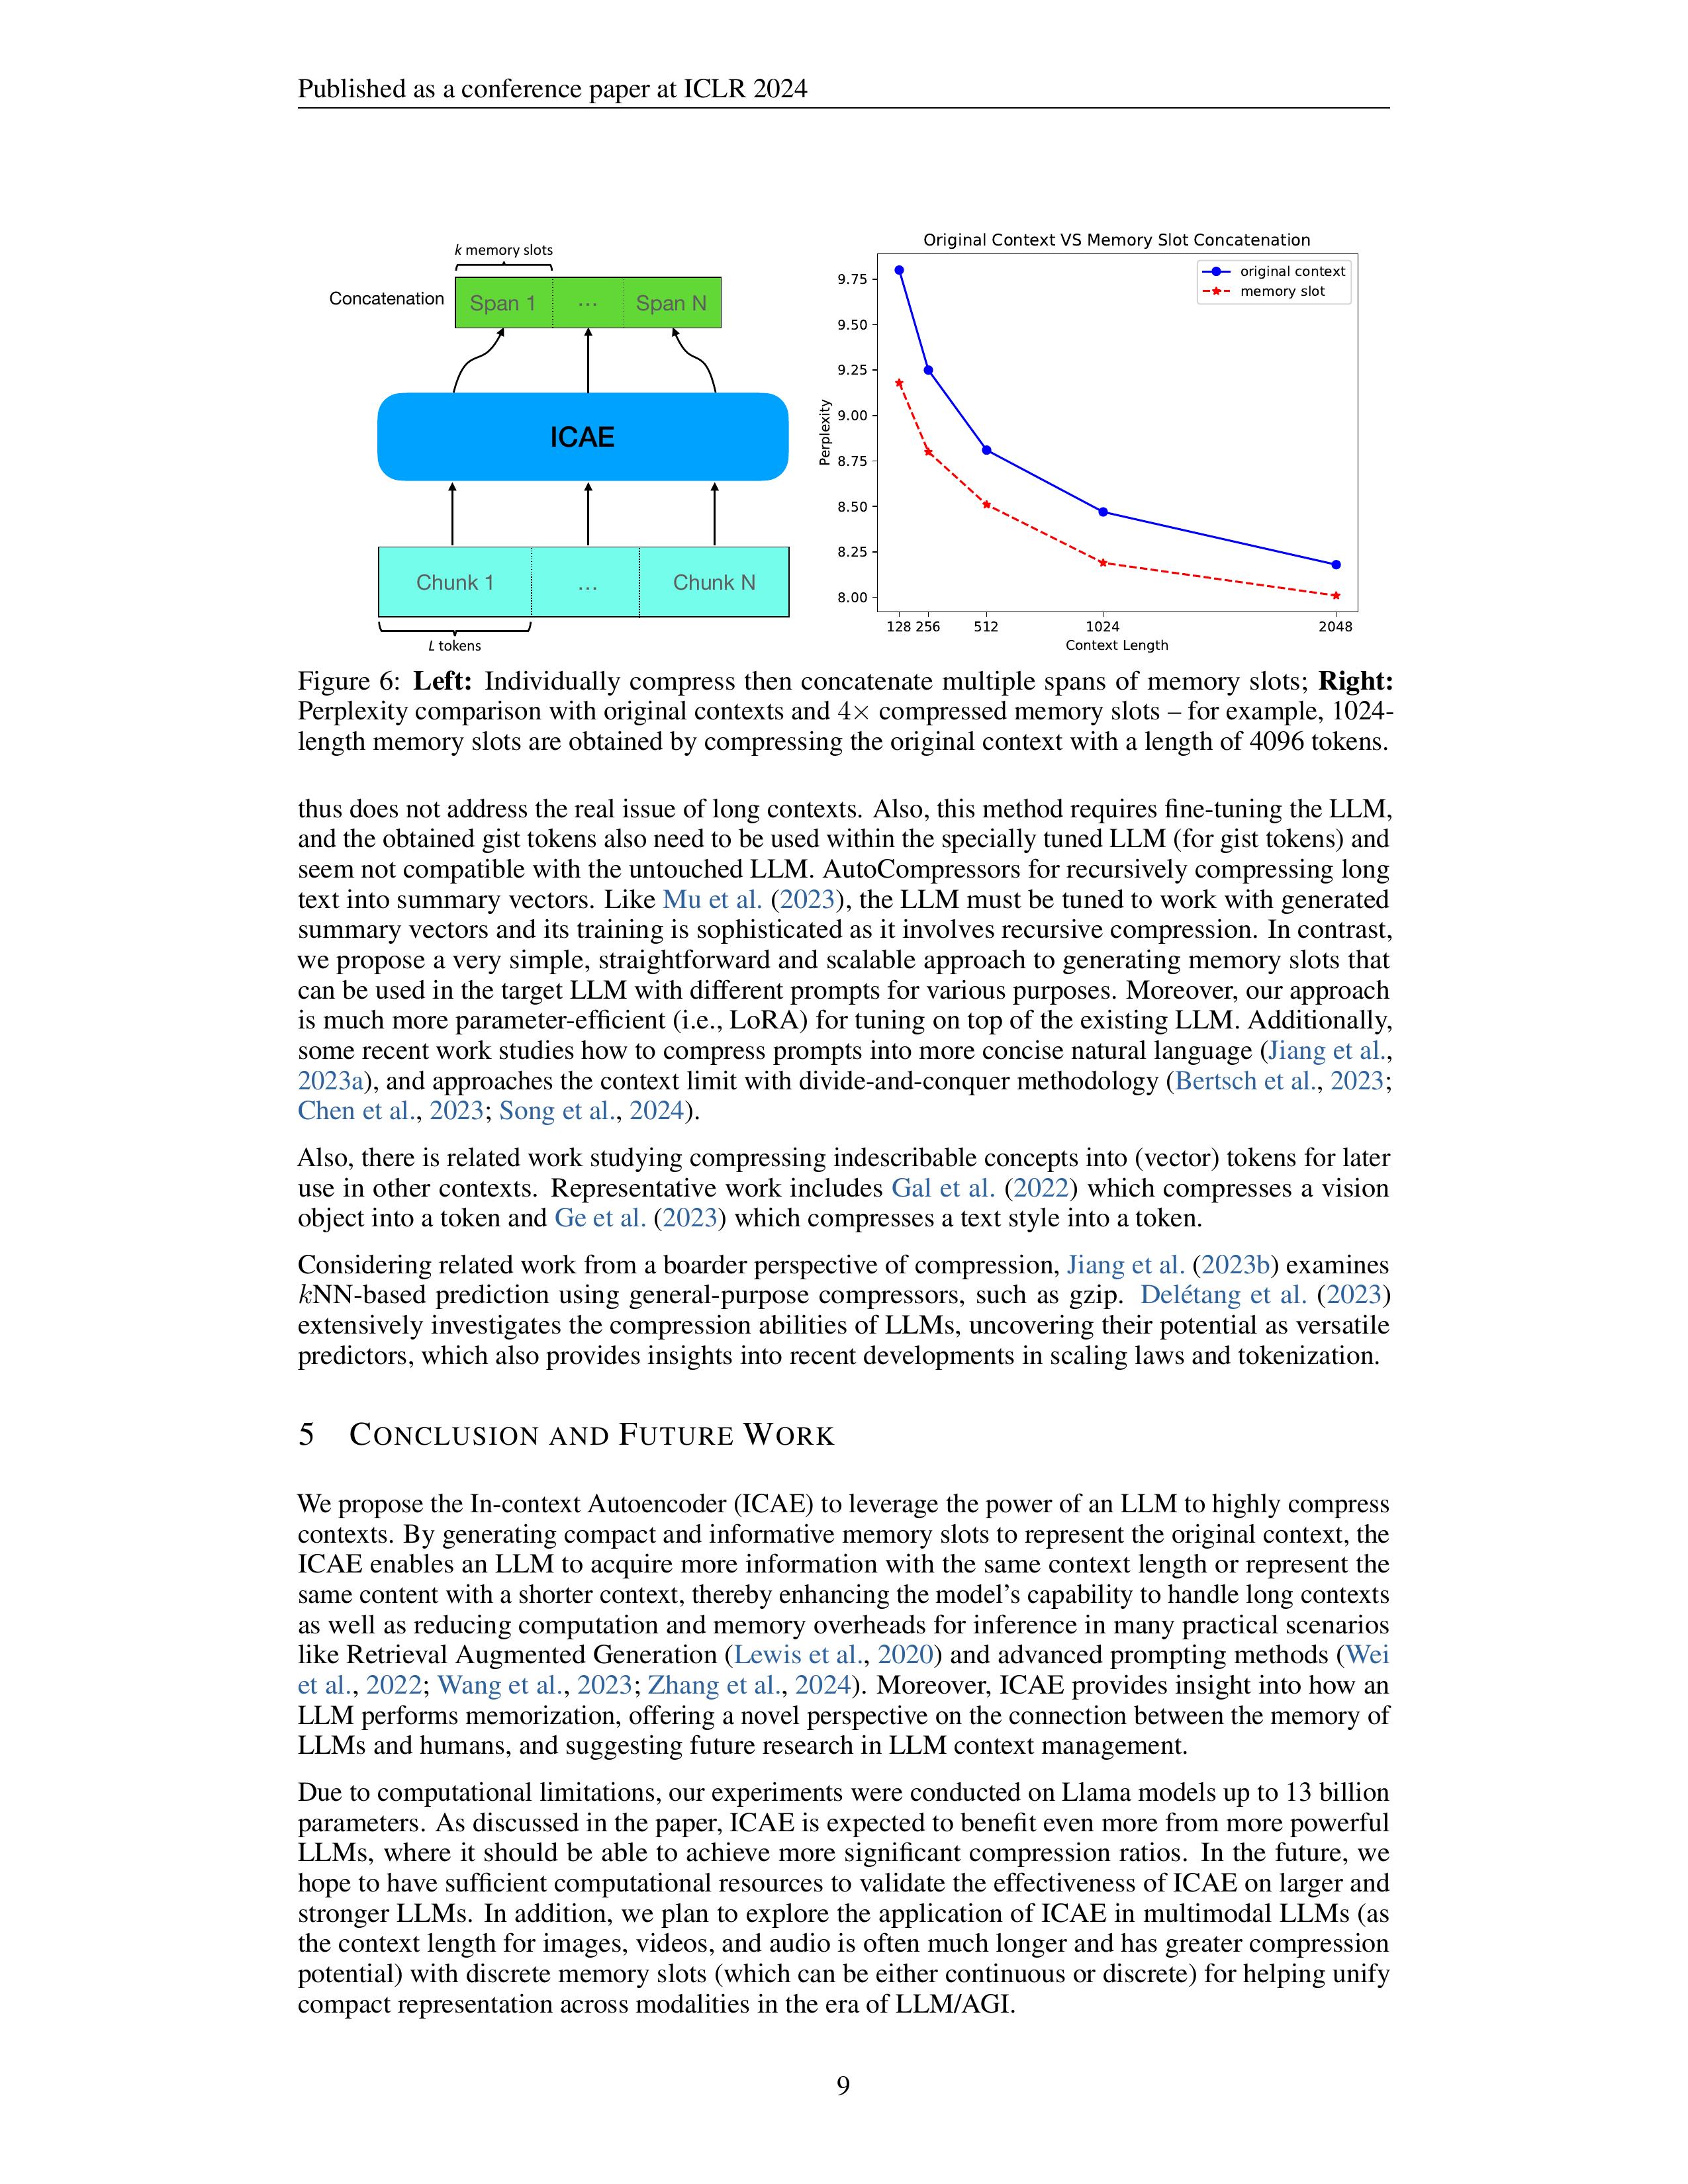 Published as a conference paper at ICLR 2024
k memory slots
Concatenation
Span 1
...
Span N
ICAE
Chunk 1
...
Chunk N
L tokens
Original Context VS Memory Slot Concatenation
original context
memory slot
9.75
9.50
9.25
9.00
8.75
8.50
8.25
8.00
Perplexity
128 256 512 1024 2048
Context Length
Figure 6: Left: Individually compress then concatenate multiple spans of memory slots; Right:
Perplexity comparison with original contexts and 4× compressed memory slots – for example, 1024-
length memory slots are obtained by compressing the original context with a length of 4096 tokens.
thus does not address the real issue of long contexts. Also, this method requires fine-tuning the LLM,
and the obtained gist tokens also need to be used within the specially tuned LLM (for gist tokens) and
seem not compatible with the untouched LLM. AutoCompressors for recursively compressing long
text into summary vectors. Like Mu et al. (2023), the LLM must be tuned to work with generated
summary vectors and its training is sophisticated as it involves recursive compression. In contrast,
we propose a very simple, straightforward and scalable approach to generating memory slots that
can be used in the target LLM with different prompts for various purposes. Moreover, our approach
is much more parameter-efficient (i.e., LoRA) for tuning on top of the existing LLM. Additionally,
some recent work studies how to compress prompts into more concise natural language (Jiang et al.,
2023a), and approaches the context limit with divide-and-conquer methodology (Bertsch et al., 2023;
Chen et al., 2023; Song et al., 2024).
Also, there is related work studying compressing indescribable concepts into (vector) tokens for later
use in other contexts. Representative work includes Gal et al. (2022) which compresses a vision
object into a token and Ge et al. (2023) which compresses a text style into a token.
Considering related work from a boarder perspective of compression, Jiang et al. (2023b) examines
kNN-based prediction using general-purpose compressors, such as gzip. Delétang et al. (2023)
extensively investigates the compression abilities of LLMs, uncovering their potential as versatile
predictors, which also provides insights into recent developments in scaling laws and tokenization.
5 CONCLUSION AND FUTURE WORK
We propose the In-context Autoencoder (ICAE) to leverage the power of an LLM to highly compress
contexts. By generating compact and informative memory slots to represent the original context, the
ICAE enables an LLM to acquire more information with the same context length or represent the
same content with a shorter context, thereby enhancing the model's capability to handle long contexts
as well as reducing computation and memory overheads for inference in many practical scenarios
like Retrieval Augmented Generation (Lewis et al., 2020) and advanced prompting methods (Wei
et al., 2022; Wang et al., 2023; Zhang et al., 2024). Moreover, ICAE provides insight into how an
LLM performs memorization, offering a novel perspective on the connection between the memory of
LLMs and humans, and suggesting future research in LLM context management.
Due to computational limitations, our experiments were conducted on Llama models up to 13 billion
parameters. As discussed in the paper, ICAE is expected to benefit even more from more powerful
LLMs, where it should be able to achieve more significant compression ratios. In the future, we
hope to have sufficient computational resources to validate the effectiveness of ICAE on larger and
stronger LLMs. In addition, we plan to explore the application of ICAE in multimodal LLMs (as
the context length for images, videos, and audio is often much longer and has greater compression
potential) with discrete memory slots (which can be either continuous or discrete) for helping unify
compact representation across modalities in the era of LLM/AGI.
9